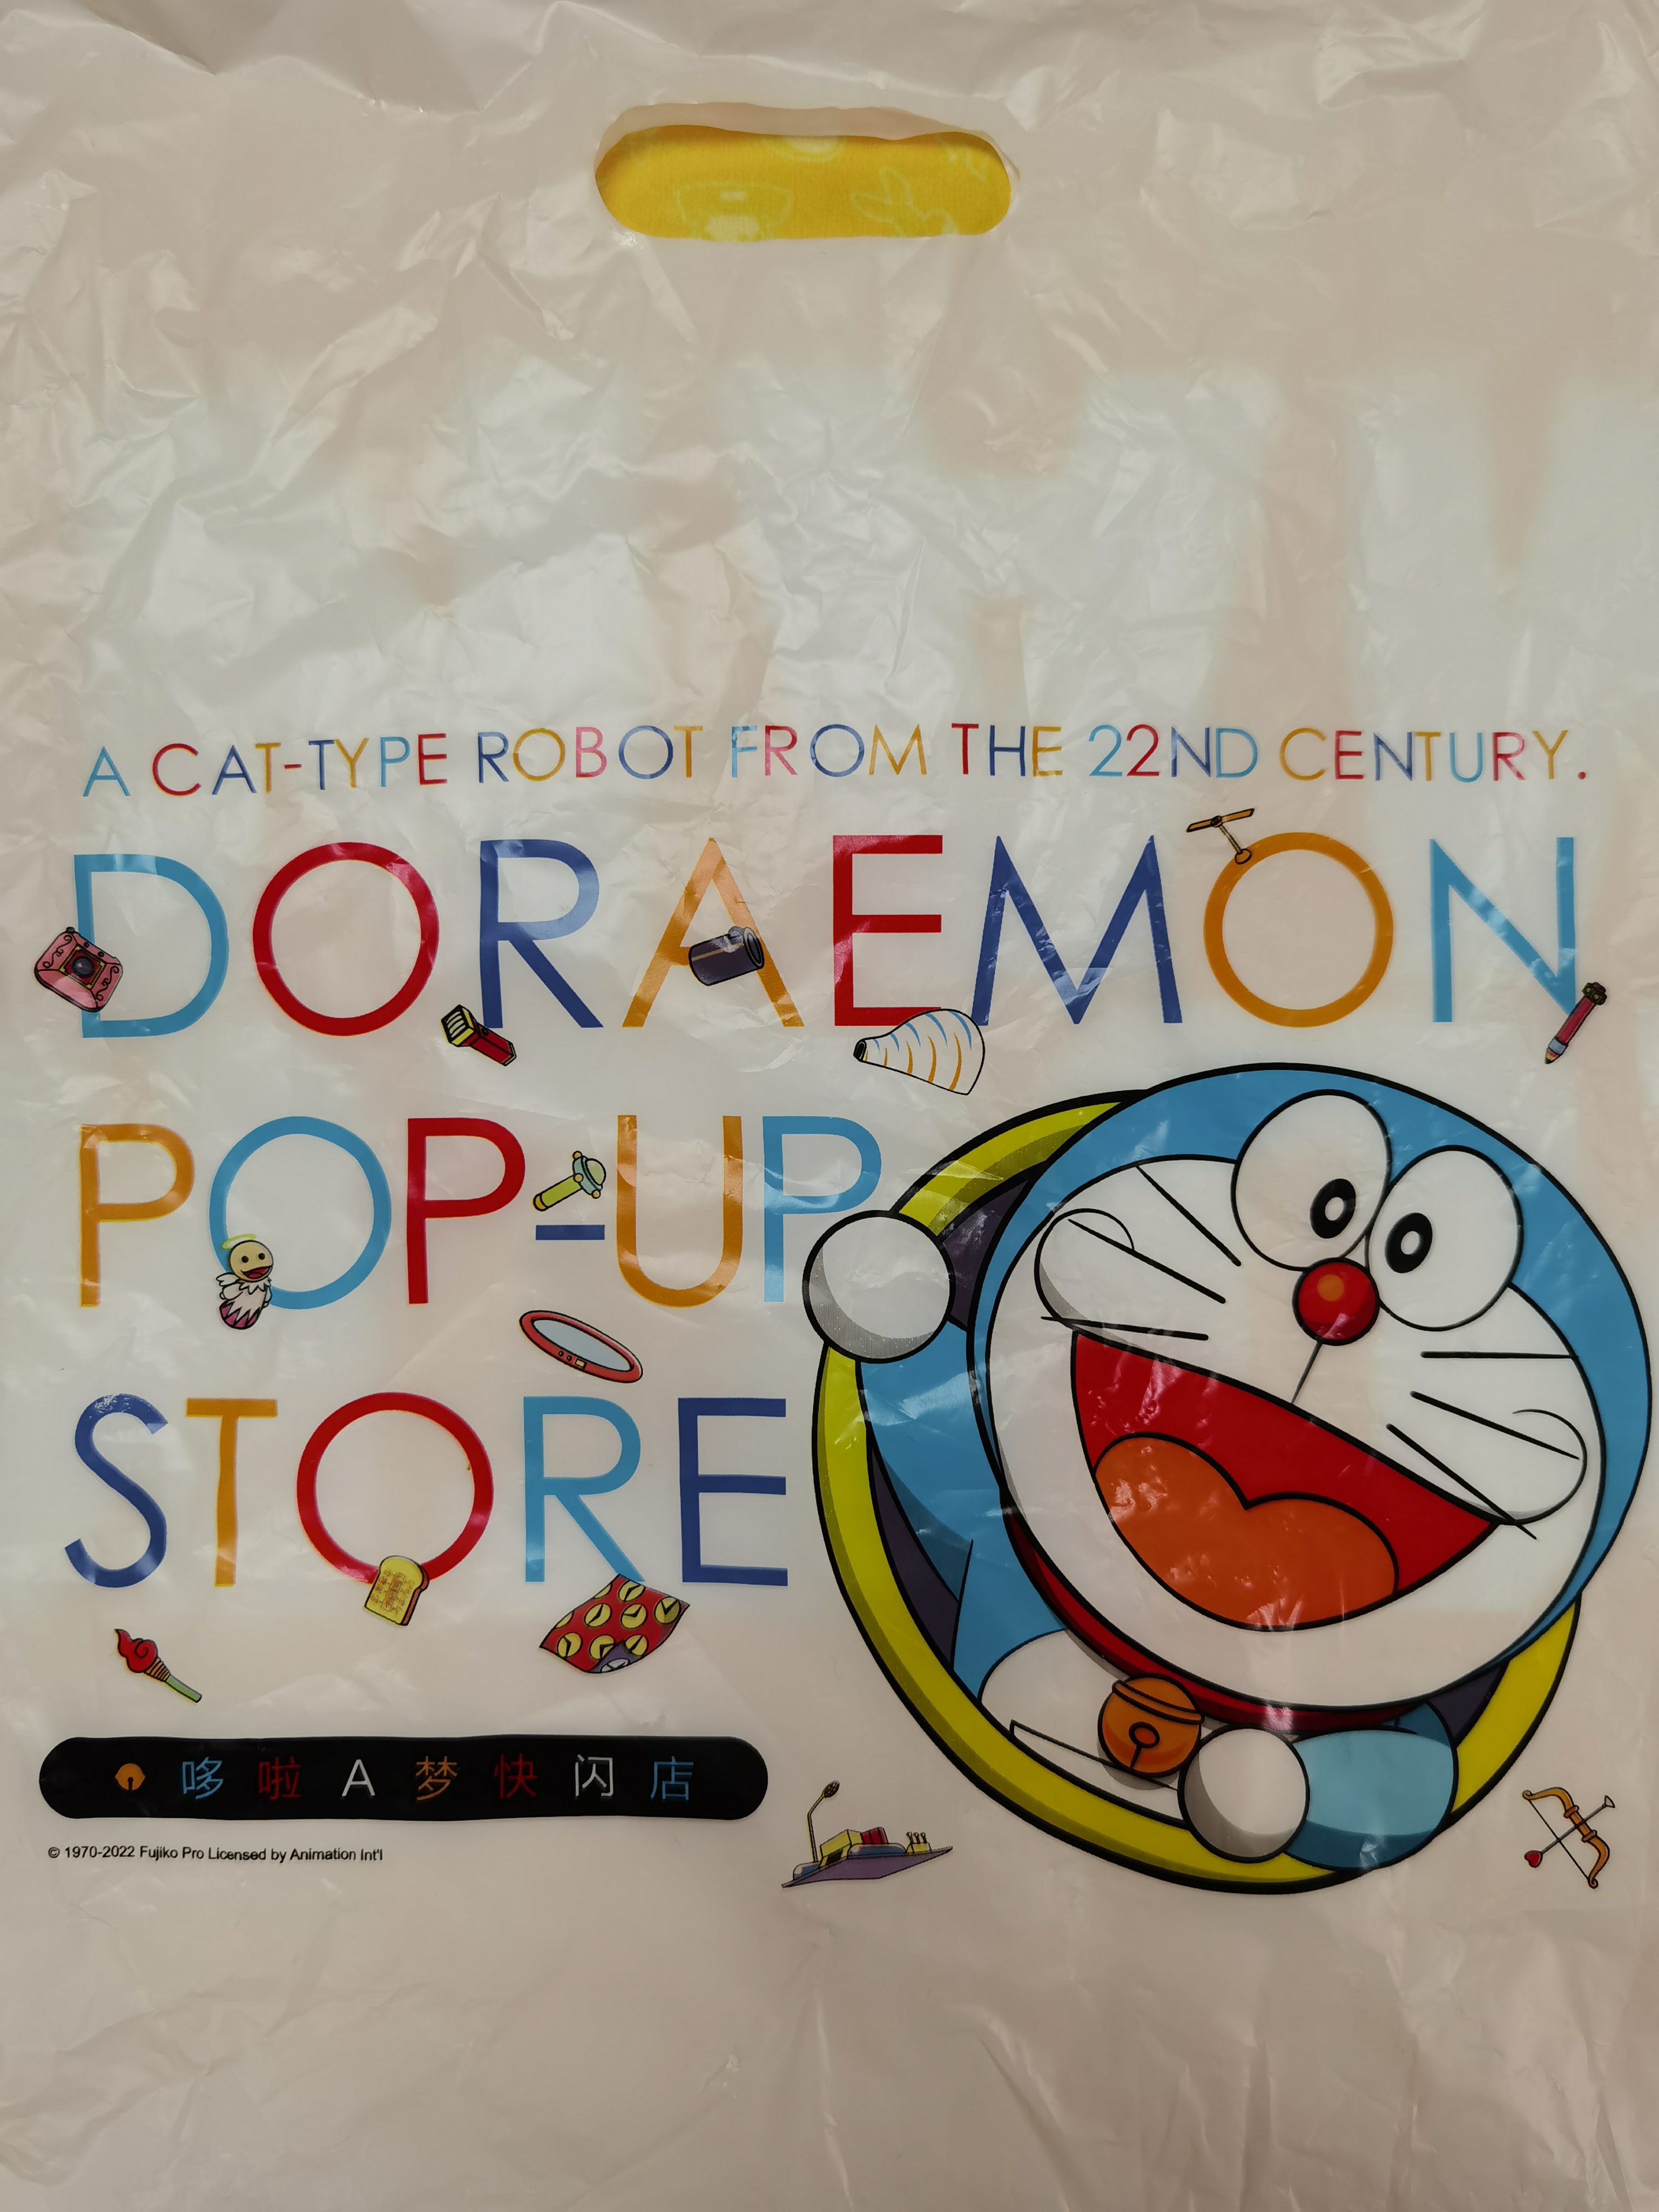 A CAT-TYPE ROBOT FROM THE 22ND CENTURY.
DORAEMON
POP-UP
STORE
哆啦A梦快闪店
© 1970-2022 Fujiko Pro Licensed by Animation Int'l